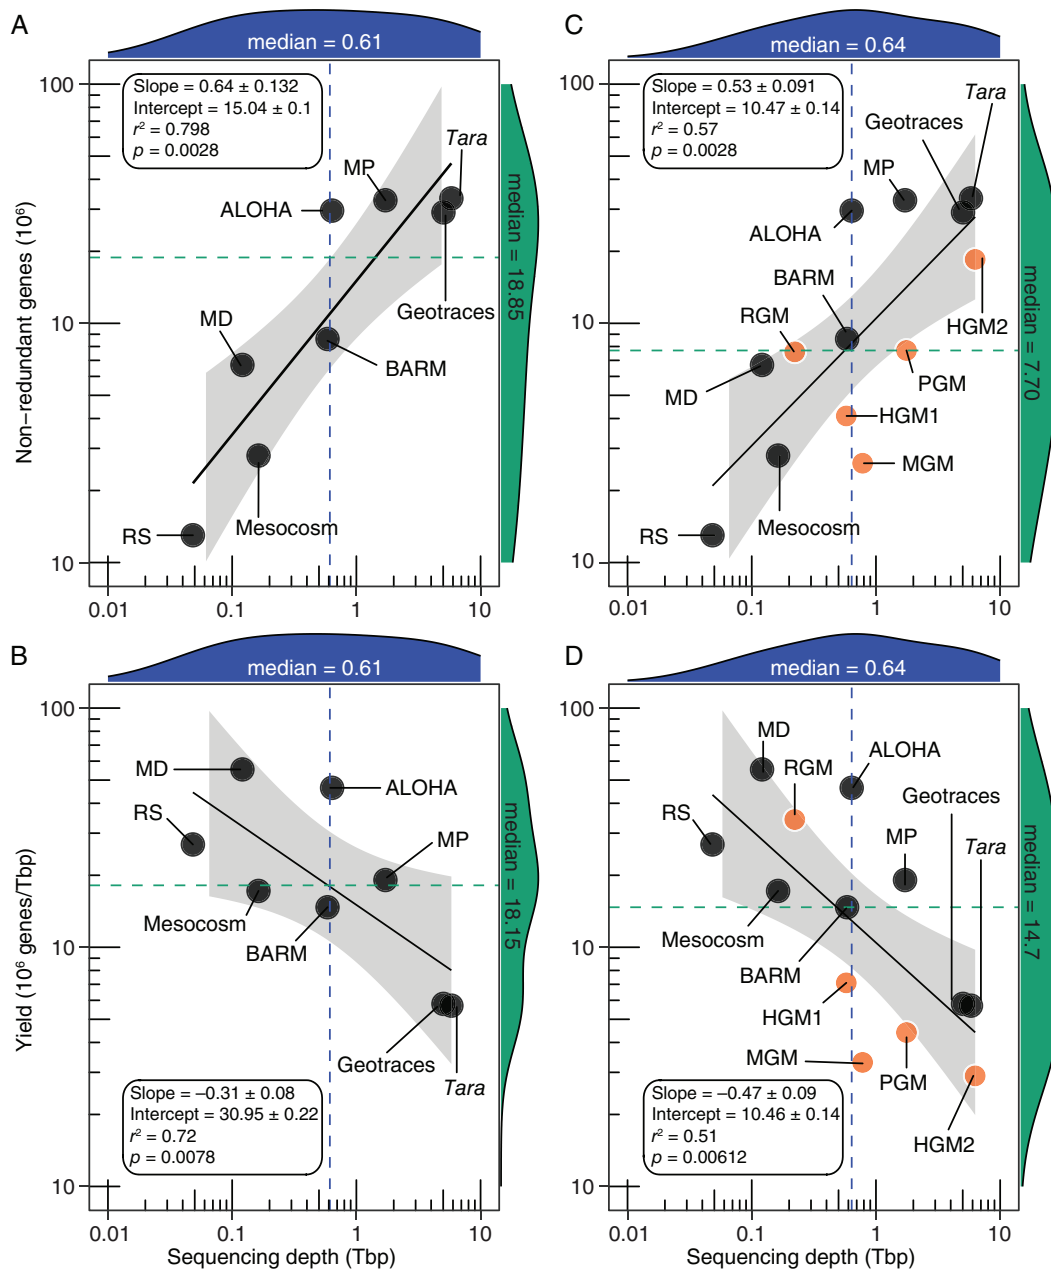 A
median = 0.61
Slope = 0.64 ± 0.132
Intercept = 15.04 ± 0.1
r² = 0.798
p = 0.0028
100
10
10
Non−redundant genes (10⁶)
Tara
MP
ALOHA
Geotraces
MD
BARM
Mesocosm
RS
median = 18.85
0.01
0.1
1
10
C
median = 0.64
Slope = 0.53 ± 0.091
Intercept = 10.47 ± 0.14
r² = 0.57
p = 0.0028
100
10
10
Tara
Geotraces
MP
ALOHA
BARM
RGM
HGM2
MD
PGM
HGM1
MGM
Mesocosm
RS
median = 7.70
0.01
0.1
1
10
B
median = 0.61
100
10
10
Yield (10⁶ genes/Tbp)
MD
ALOHA
RS
MP
Mesocosm
BARM
Geotraces
Tara
Slope = −0.31 ± 0.08
Intercept = 30.95 ± 0.22
r² = 0.72
p = 0.0078
median = 18.15
0.01
0.1
1
10
Sequencing depth (Tbp)
D
median = 0.64
100
10
10
MD
ALOHA
RGM
Geotraces
RS
MP
Tara
Mesocosm
BARM
HGM1
MGM
PGM
HGM2
Slope = −0.47 ± 0.09
Intercept = 10.46 ± 0.14
r² = 0.51
p = 0.00612
median = 14.7
0.01
0.1
1
10
Sequencing depth (Tbp)